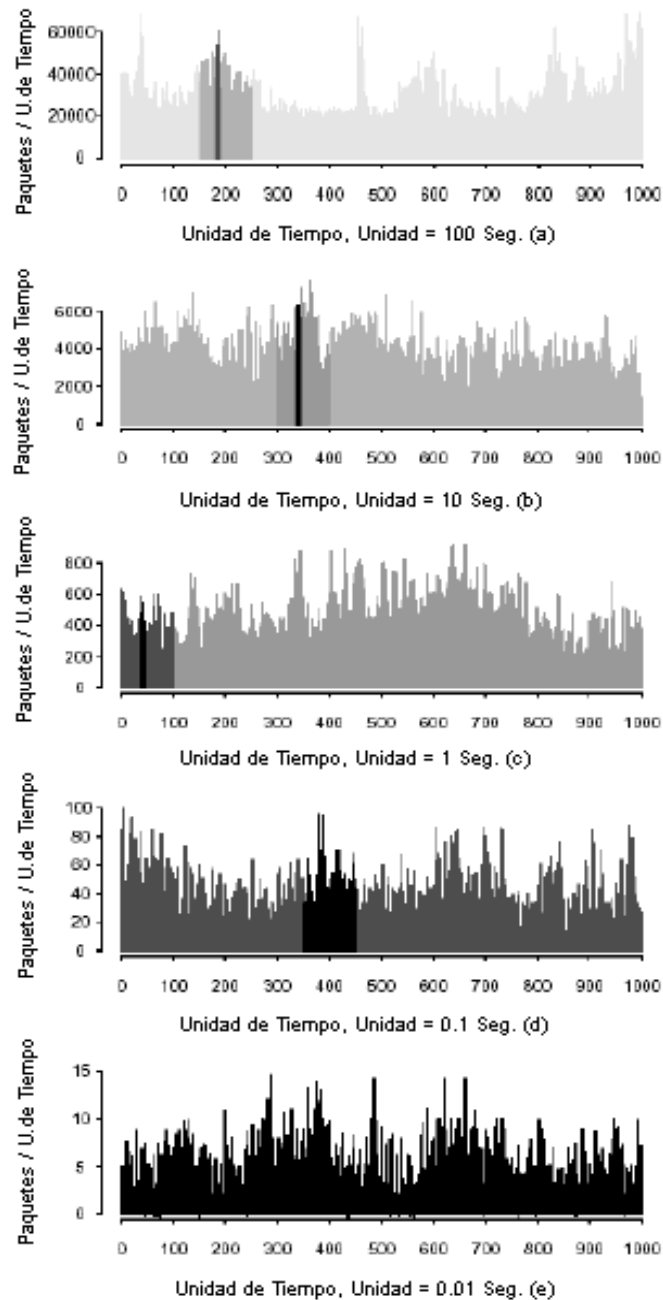 Paquetes / U.de Tiempo
60000
40000
20000
0
0 100 200 300 400 500 600 700 800 900 1000
Unidad de Tiempo, Unidad = 100 Seg. (a)
Paquetes / U.de Tiempo
6000
4000
2000
0
0 100 200 300 400 500 600 700 800 900 1000
Unidad de Tiempo, Unidad = 10 Seg. (b)
Paquetes / U.de Tiempo
800
600
400
200
0
0 100 200 300 400 500 600 700 800 900 1000
Unidad de Tiempo, Unidad = 1 Seg. (c)
Paquetes / U.de Tiempo
100
80
60
40
20
0
0 100 200 300 400 500 600 700 800 900 1000
Unidad de Tiempo, Unidad = 0.1 Seg. (d)
Paquetes / U.de Tiempo
15
10
5
0
0 100 200 300 400 500 600 700 800 900 1000
Unidad de Tiempo, Unidad = 0.01 Seg. (e)